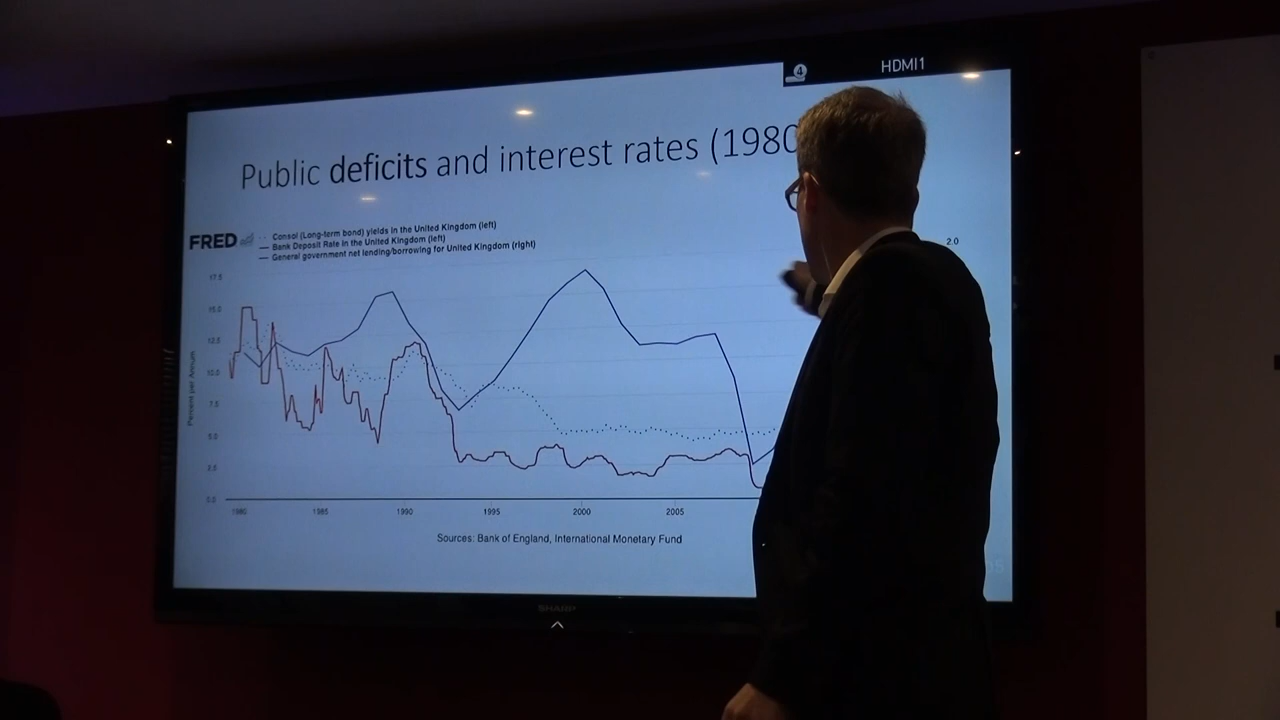 4 HDMI1
Public deficits and interest rates (1980
FRED
Consol (Long-term bond) yields in the United Kingdom (left)
Bank Deposit Rate in the United Kingdom (left)
General government net lending/borrowing for United Kingdom (right)
2.0
17.5
15.0
12.5
10.0
7.5
5.0
2.5
0.0
Percent per Annum
1980 1985 1990 1995 2000 2005
Sources: Bank of England, International Monetary Fund
SHARP